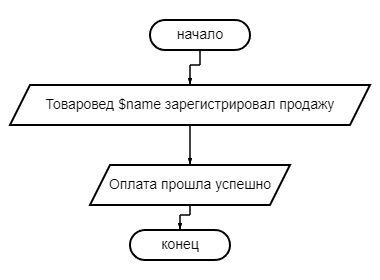 начало
Товаровед $name зарегистрировал продажу
Оплата прошла успешно
конец